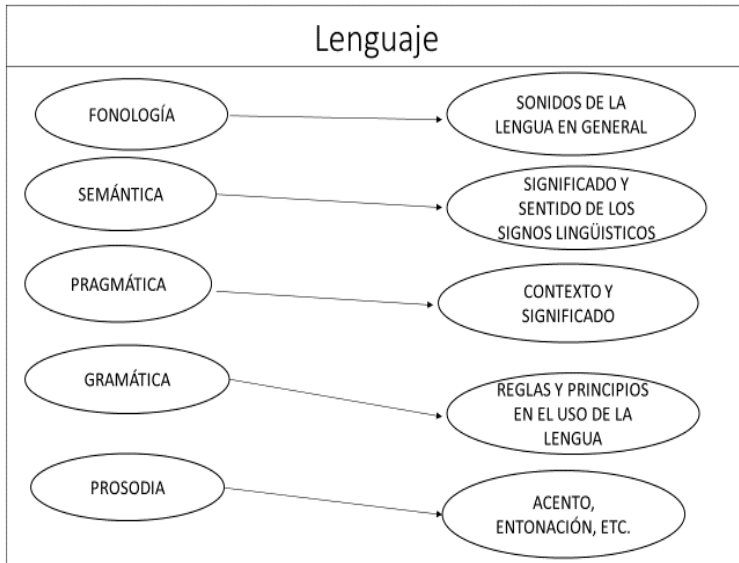 Lenguaje
FONOLOGÍA
SONIDOS DE LA
LENGUA EN GENERAL
SEMÁNTICA
SIGNIFICADO Y
SENTIDO DE LOS
SIGNOS LINGÜISTICOS
PRAGMÁTICA
CONTEXTO Y
SIGNIFICADO
GRAMÁTICA
REGLAS Y PRINCIPIOS
EN EL USO DE LA
LENGUA
PROSODIA
ACENTO,
ENTONACIÓN, ETC.